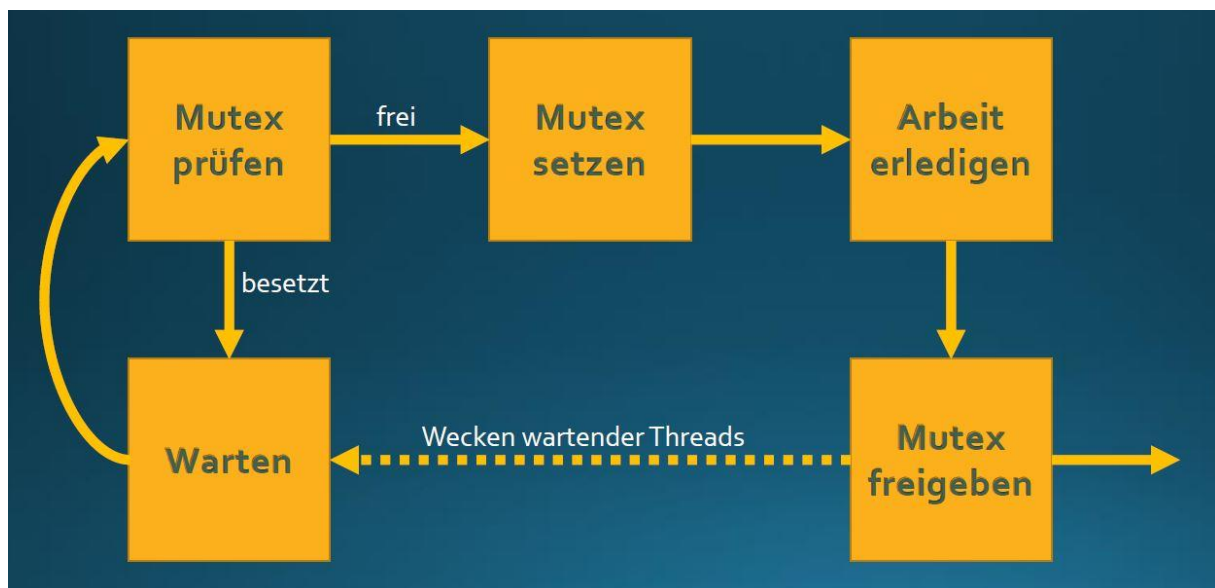 Mutex
prüfen
frei
Mutex
setzen
Arbeit
erledigen
besetzt
Warten
Wecken wartender Threads
Mutex
freigeben